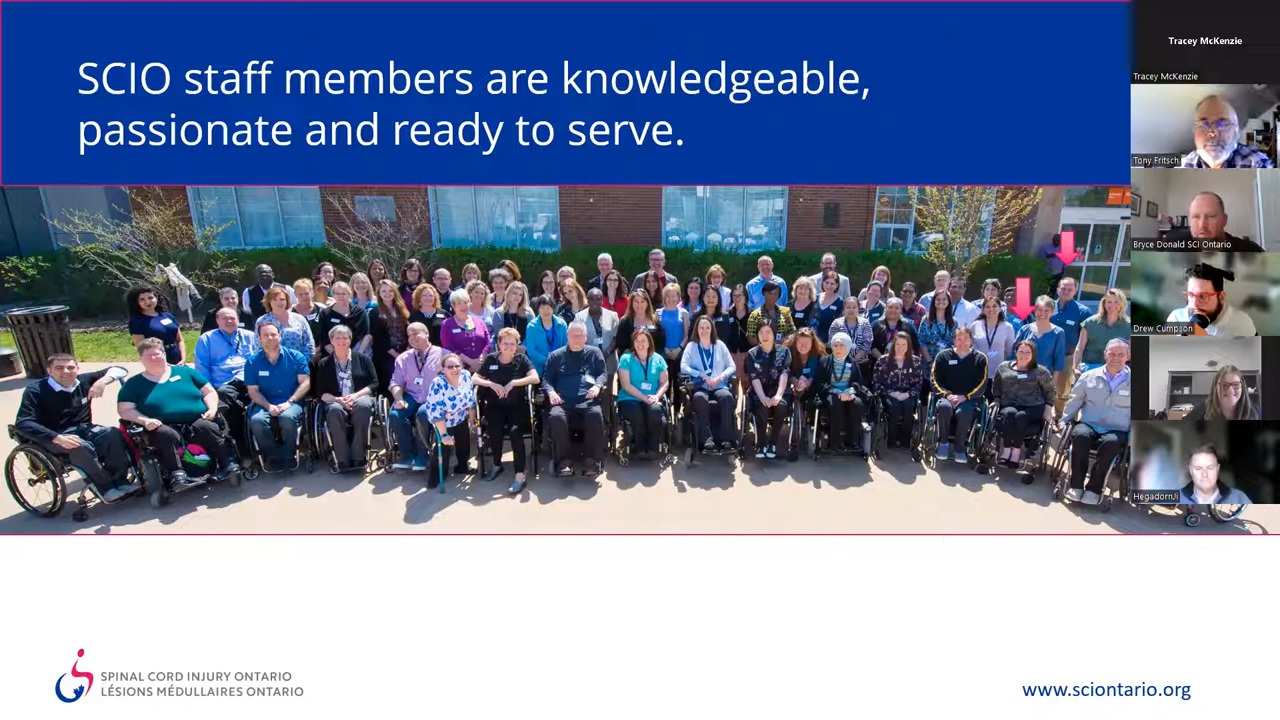 SCIO staff members are knowledgeable,
passionate and ready to serve.
Tracey McKenzie
Tracey McKenzie
Tony Fritsch
Bryce Donald SCI Ontario
Drew Cumpson
HegadornJi
SPINAL CORD INJURY ONTARIO
LÉSIONS MÉDULLAIRES ONTARIO
www.sciontario.org